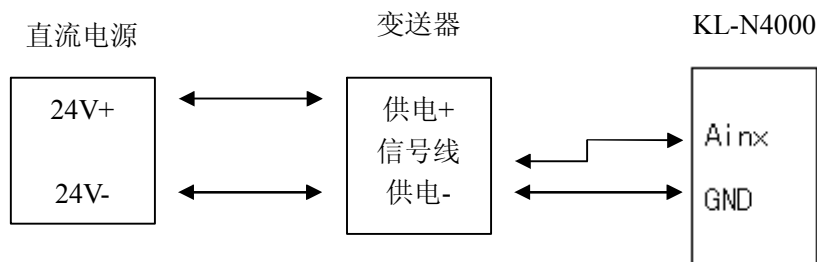 直流电源
变送器
KL-N4000
24V+
24V-
供电+
信号线
供电-
Ainx
GND